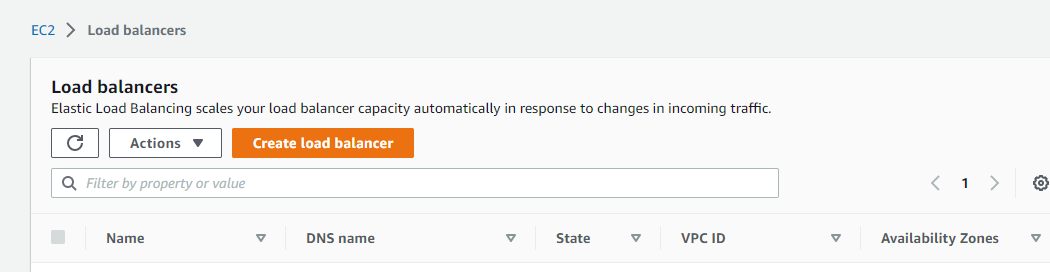 EC2 > Load balancers
Load balancers
Elastic Load Balancing scales your load balancer capacity automatically in response to changes in incoming traffic.
Actions Create load balancer
Filter by property or value 1
Name DNS name State VPC ID Availability Zones